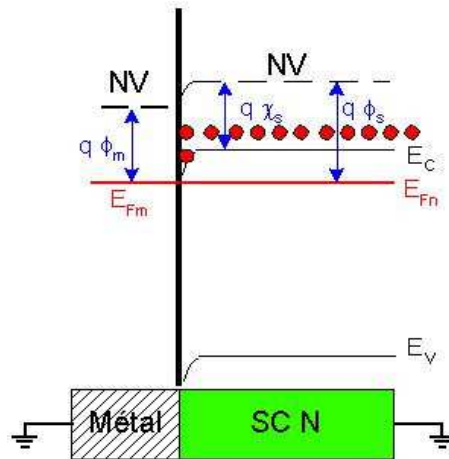 NV
NV
q χs
q ϕm
q ϕs
EC
EFm
EFn
EV
Métal
SC N